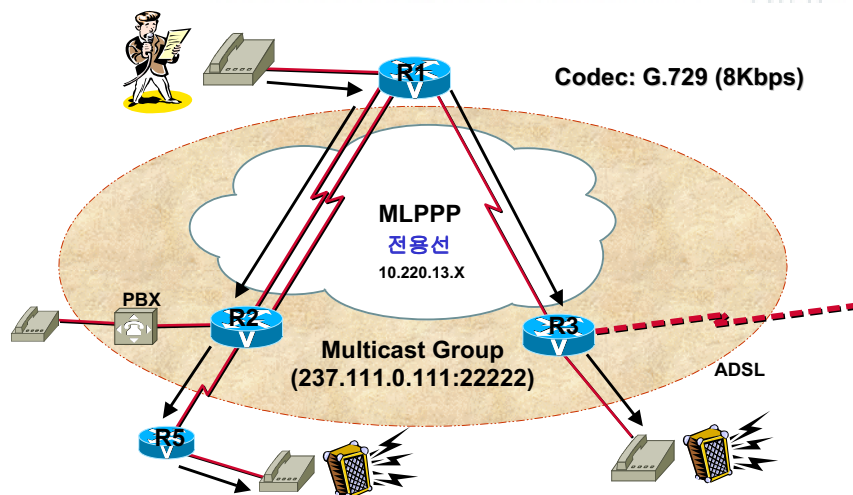 R1
V
Codec: G.729 (8Kbps)
MLPPP
전용선
10.220.13.X
PBX
R2
V
R3
V
Multicast Group
(237.111.0.111:22222)
ADSL
R5
V